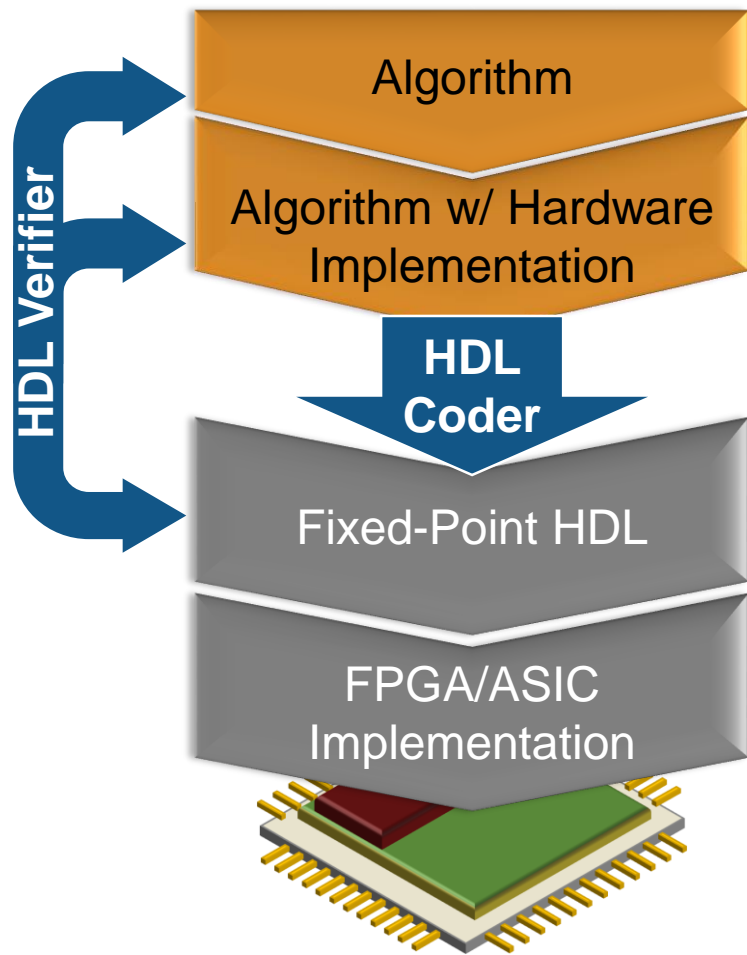 Algorithm
Algorithm w/ Hardware
Implementation
HDL Verifier
HDL
Coder
Fixed-Point HDL
FPGA/ASIC
Implementation